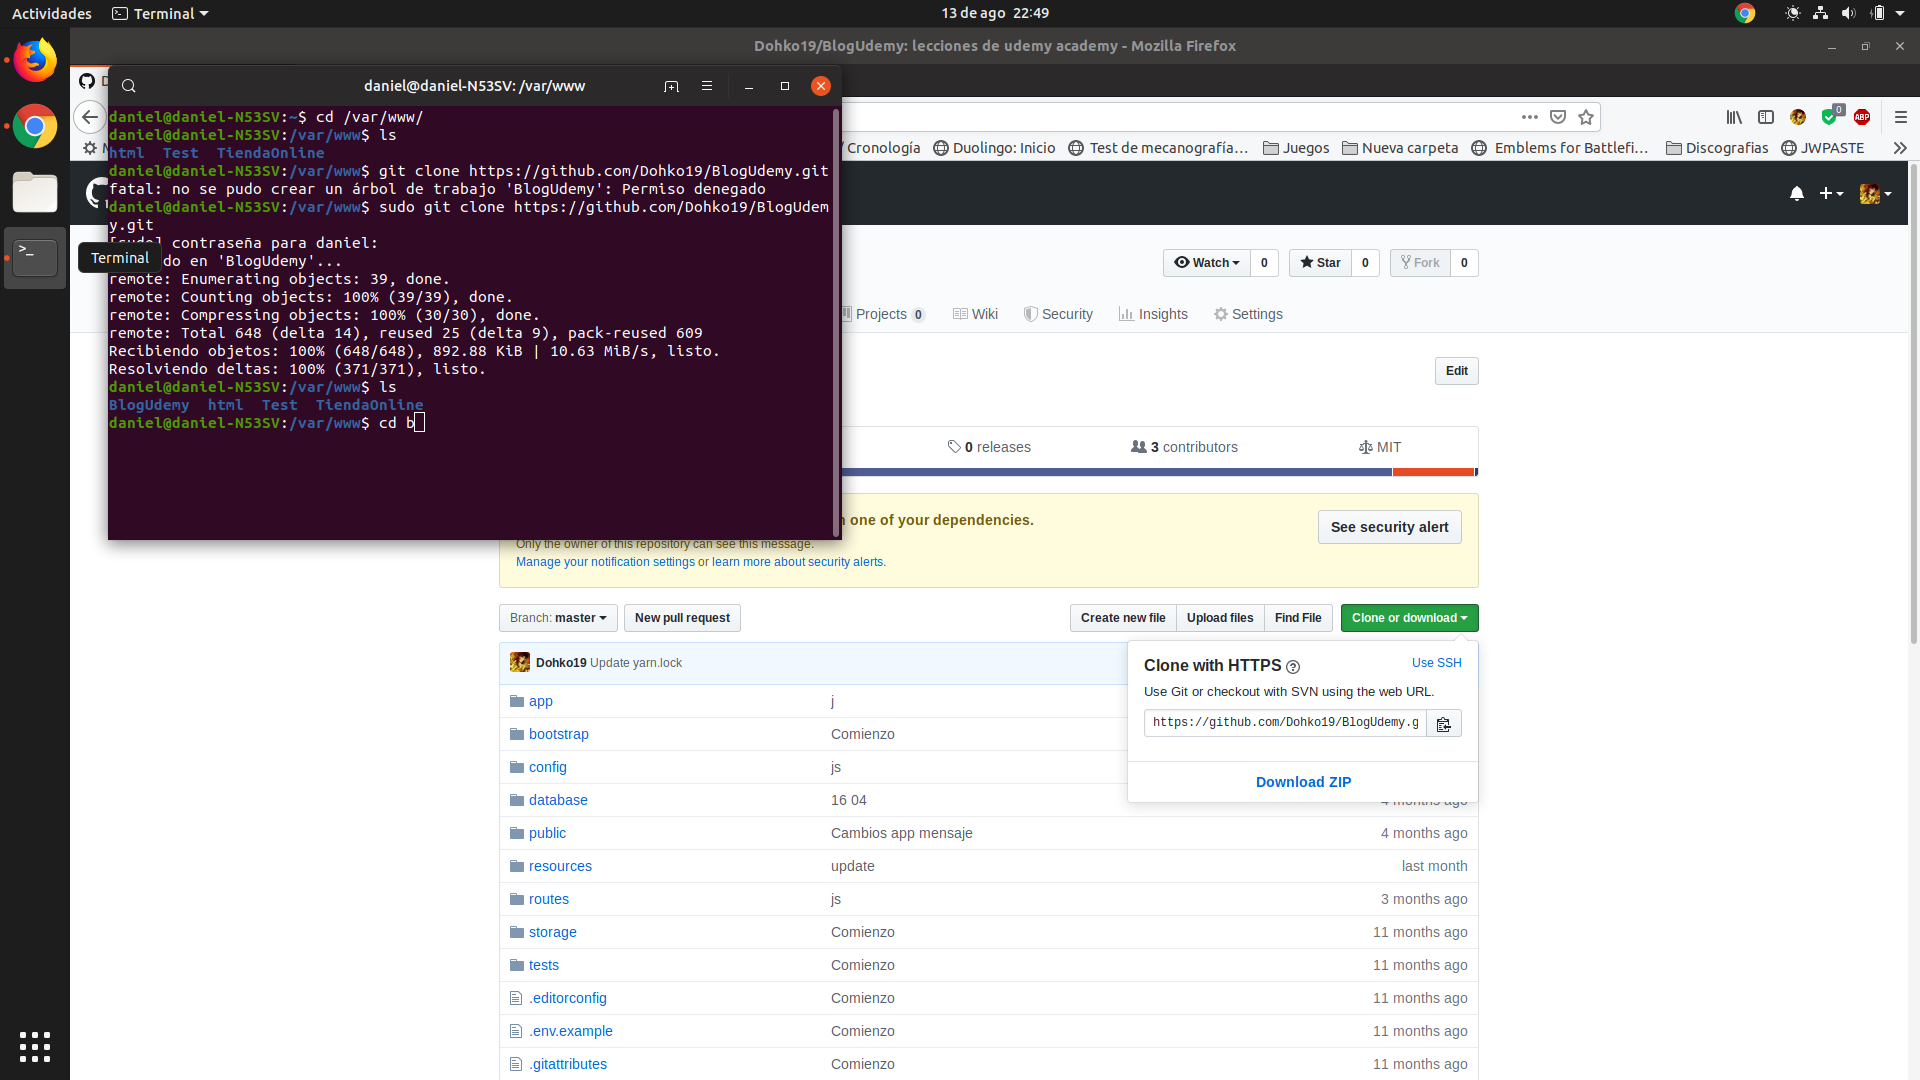 Actividades
Terminal
13 de ago 22:49
Dohko19/BlogUdemy: lecciones de udemy academy - Mozilla Firefox
daniel@daniel-N53SV: /var/www
daniel@daniel-N53SV:~$ cd /var/www/
daniel@daniel-N53SV:/var/www$ ls
html Test TiendaOnline
daniel@daniel-N53SV:/var/www$ git clone https://github.com/Dohko19/BlogUdemy.git
fatal: no se pudo crear un árbol de trabajo 'BlogUdemy': Permiso denegado
daniel@daniel-N53SV:/var/www$ sudo git clone https://github.com/Dohko19/BlogUdem
y.git
[sudo] contraseña para daniel:
do en 'BlogUdemy'...
remote: Enumerating objects: 39, done.
remote: Counting objects: 100% (39/39), done.
remote: Compressing objects: 100% (30/30), done.
remote: Total 648 (delta 14), reused 25 (delta 9), pack-reused 609
Recibiendo objetos: 100% (648/648), 892.88 KiB | 10.63 MiB/s, listo.
Resolviendo deltas: 100% (371/371), listo.
daniel@daniel-N53SV:/var/www$ ls
BlogUdemy html Test TiendaOnline
daniel@daniel-N53SV:/var/www$ cd b
Terminal
0
ABP
Cronología
Duolingo: Inicio
Test de mecanografía…
Juegos
Nueva carpeta
Emblems for Battlefi…
Discografias
JWPASTE
Watch 0
Star 0
Fork 0
Projects 0
Wiki
Security
Insights
Settings
Edit
0 releases
3 contributors
MIT
one of your dependencies.
Only the owner of this repository can see this message.
Manage your notification settings or learn more about security alerts.
See security alert
Branch: master
New pull request
Create new file
Upload files
Find File
Clone or download
Clone with HTTPS
Use SSH
Use Git or checkout with SVN using the web URL.
https://github.com/Dohko19/BlogUdemy.g
Download ZIP
Dohko19 Update yarn.lock
app j
bootstrap Comienzo
config js
database 16 04 4 months ago
public Cambios app mensaje 4 months ago
resources update last month
routes js 3 months ago
storage Comienzo 11 months ago
tests Comienzo 11 months ago
.editorconfig Comienzo 11 months ago
.env.example Comienzo 11 months ago
.gitattributes Comienzo 11 months ago